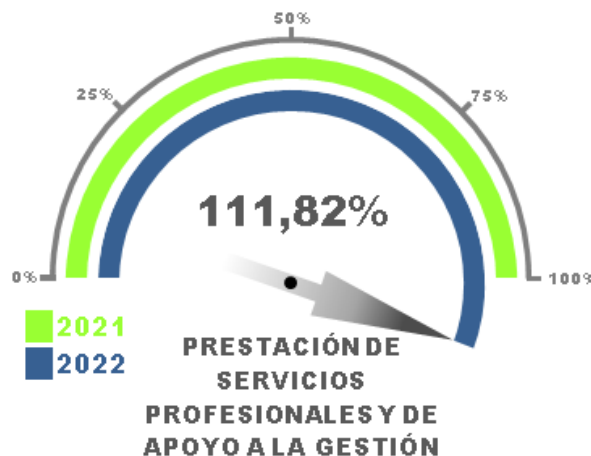 50%
25%
75%
111,82%
0%
100%
2021
2022
PRESTACIÓN DE
SERVICIOS
PROFESIONALES Y DE
APOYO A LA GESTIÓN